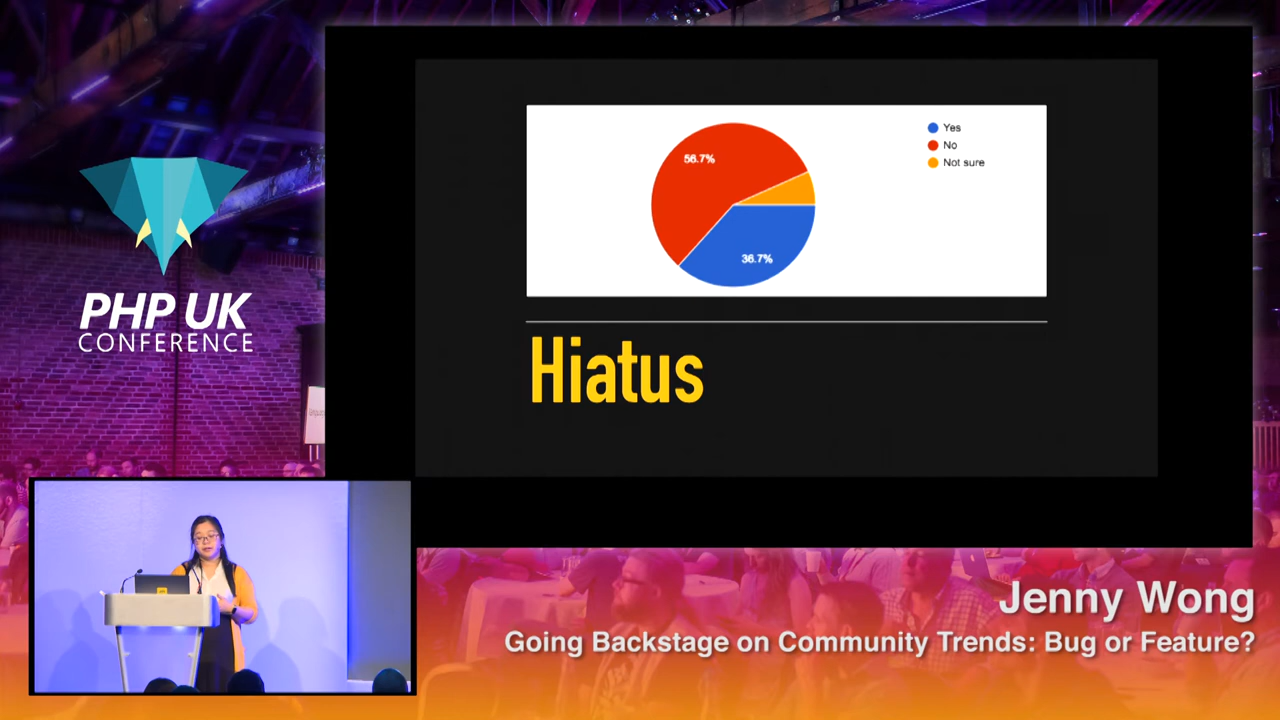 56.7%
36.7%
Yes
No
Not sure
Hiatus
PHP UK
CONFERENCE
Jenny Wong
Going Backstage on Community Trends: Bug or Feature?